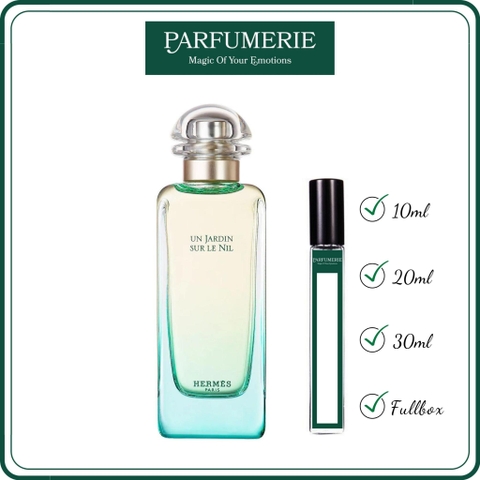 PARFUMERIE
Magic Of Your Emotions
UN JARDIN
SUR LE NIL
HERMÈS
PARIS
PARFUMERIE
10ml
20ml
30ml
Fullbox